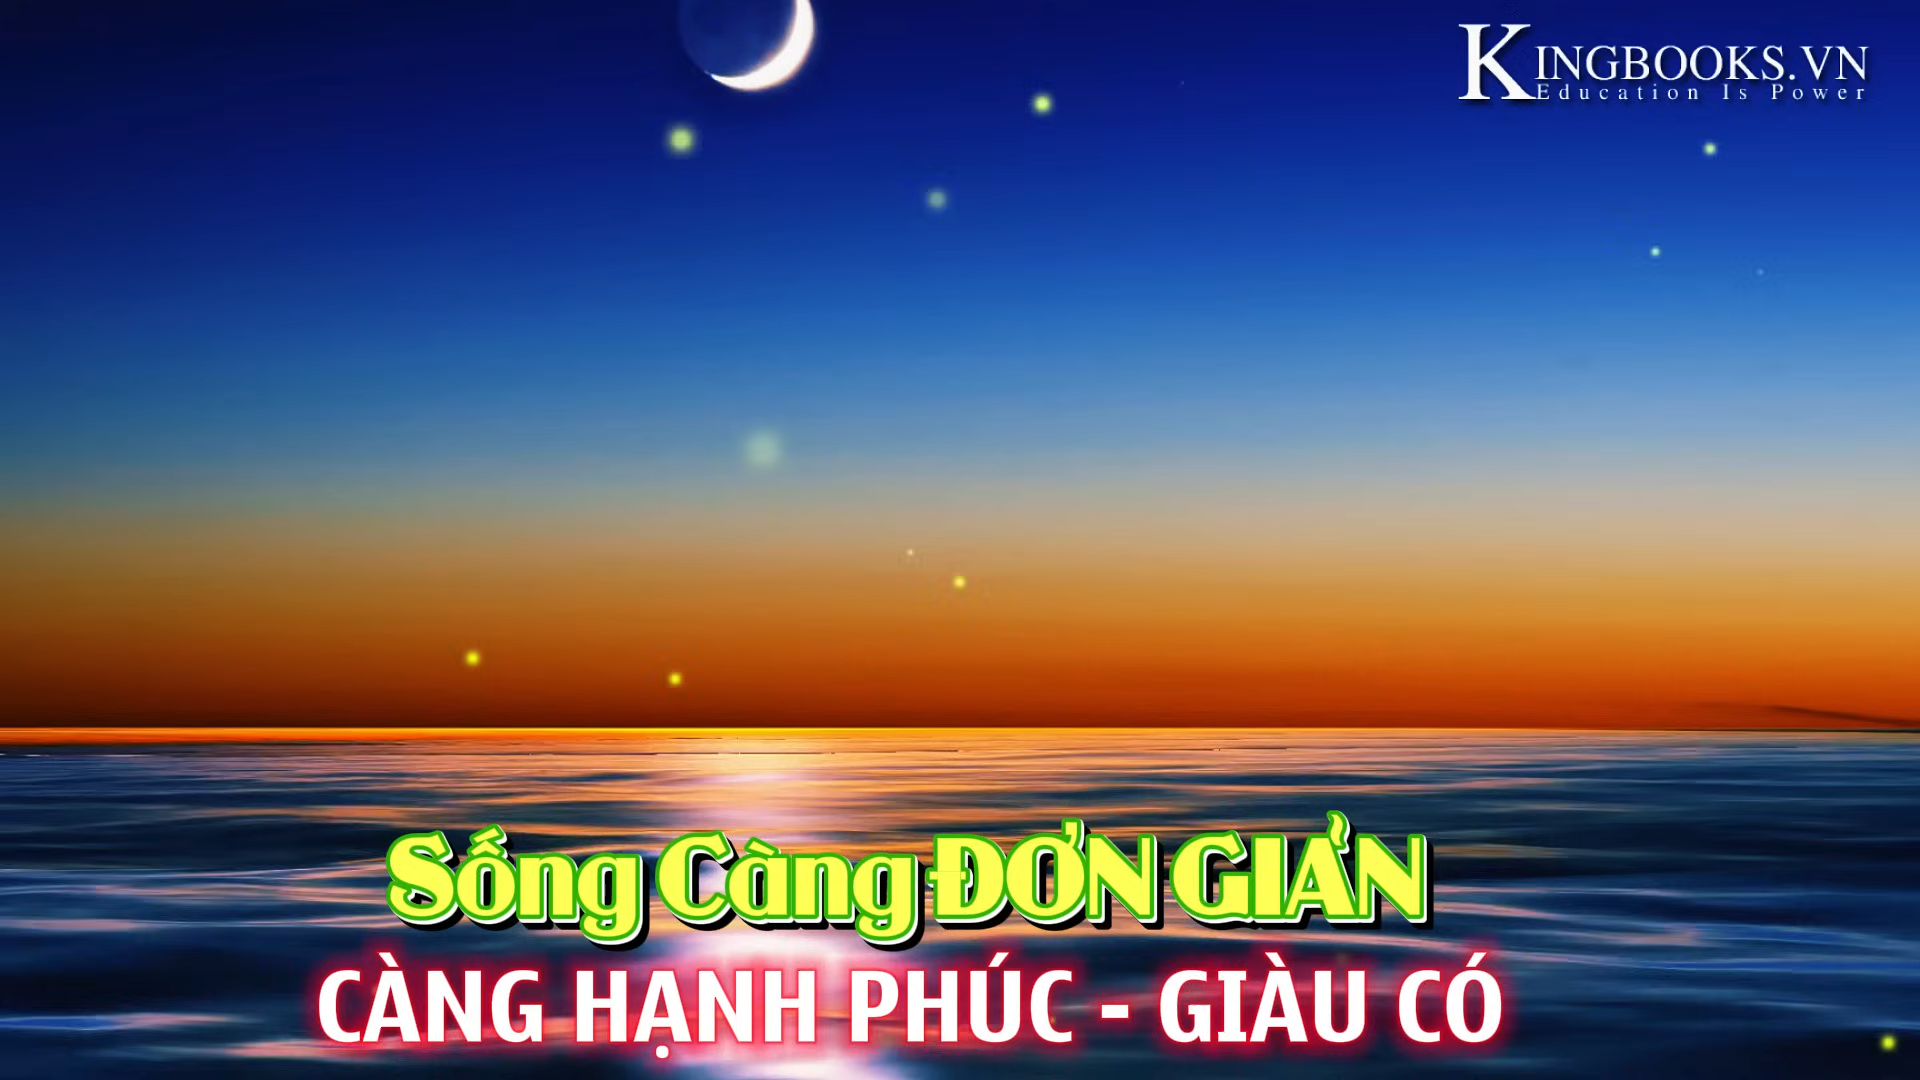 KINGBOOKS.VN
Education Is Power
Sống Càng ĐƠN GIẢN
CÀNG HẠNH PHÚC - GIÀU CÓ